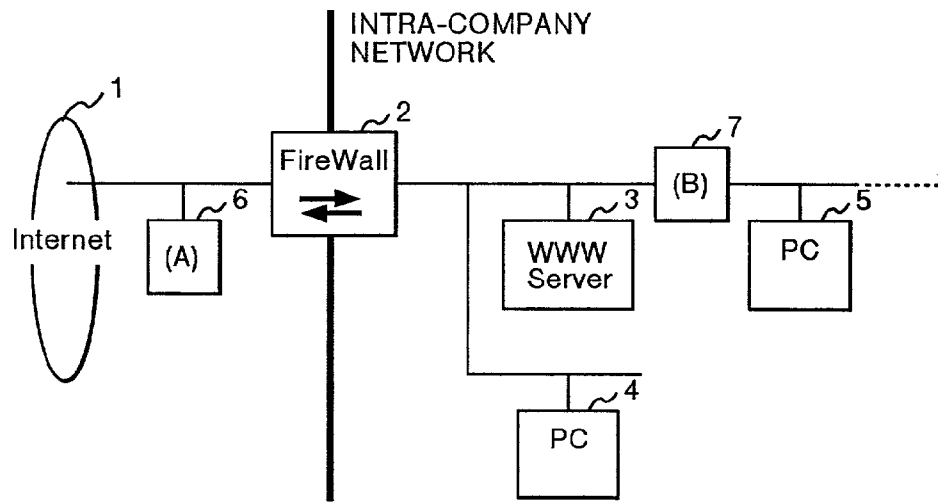 INTRA-COMPANY
NETWORK
1
2
FireWall
7
(B)
6
3
5
Internet
(A)
WWW
Server
PC
4
PC